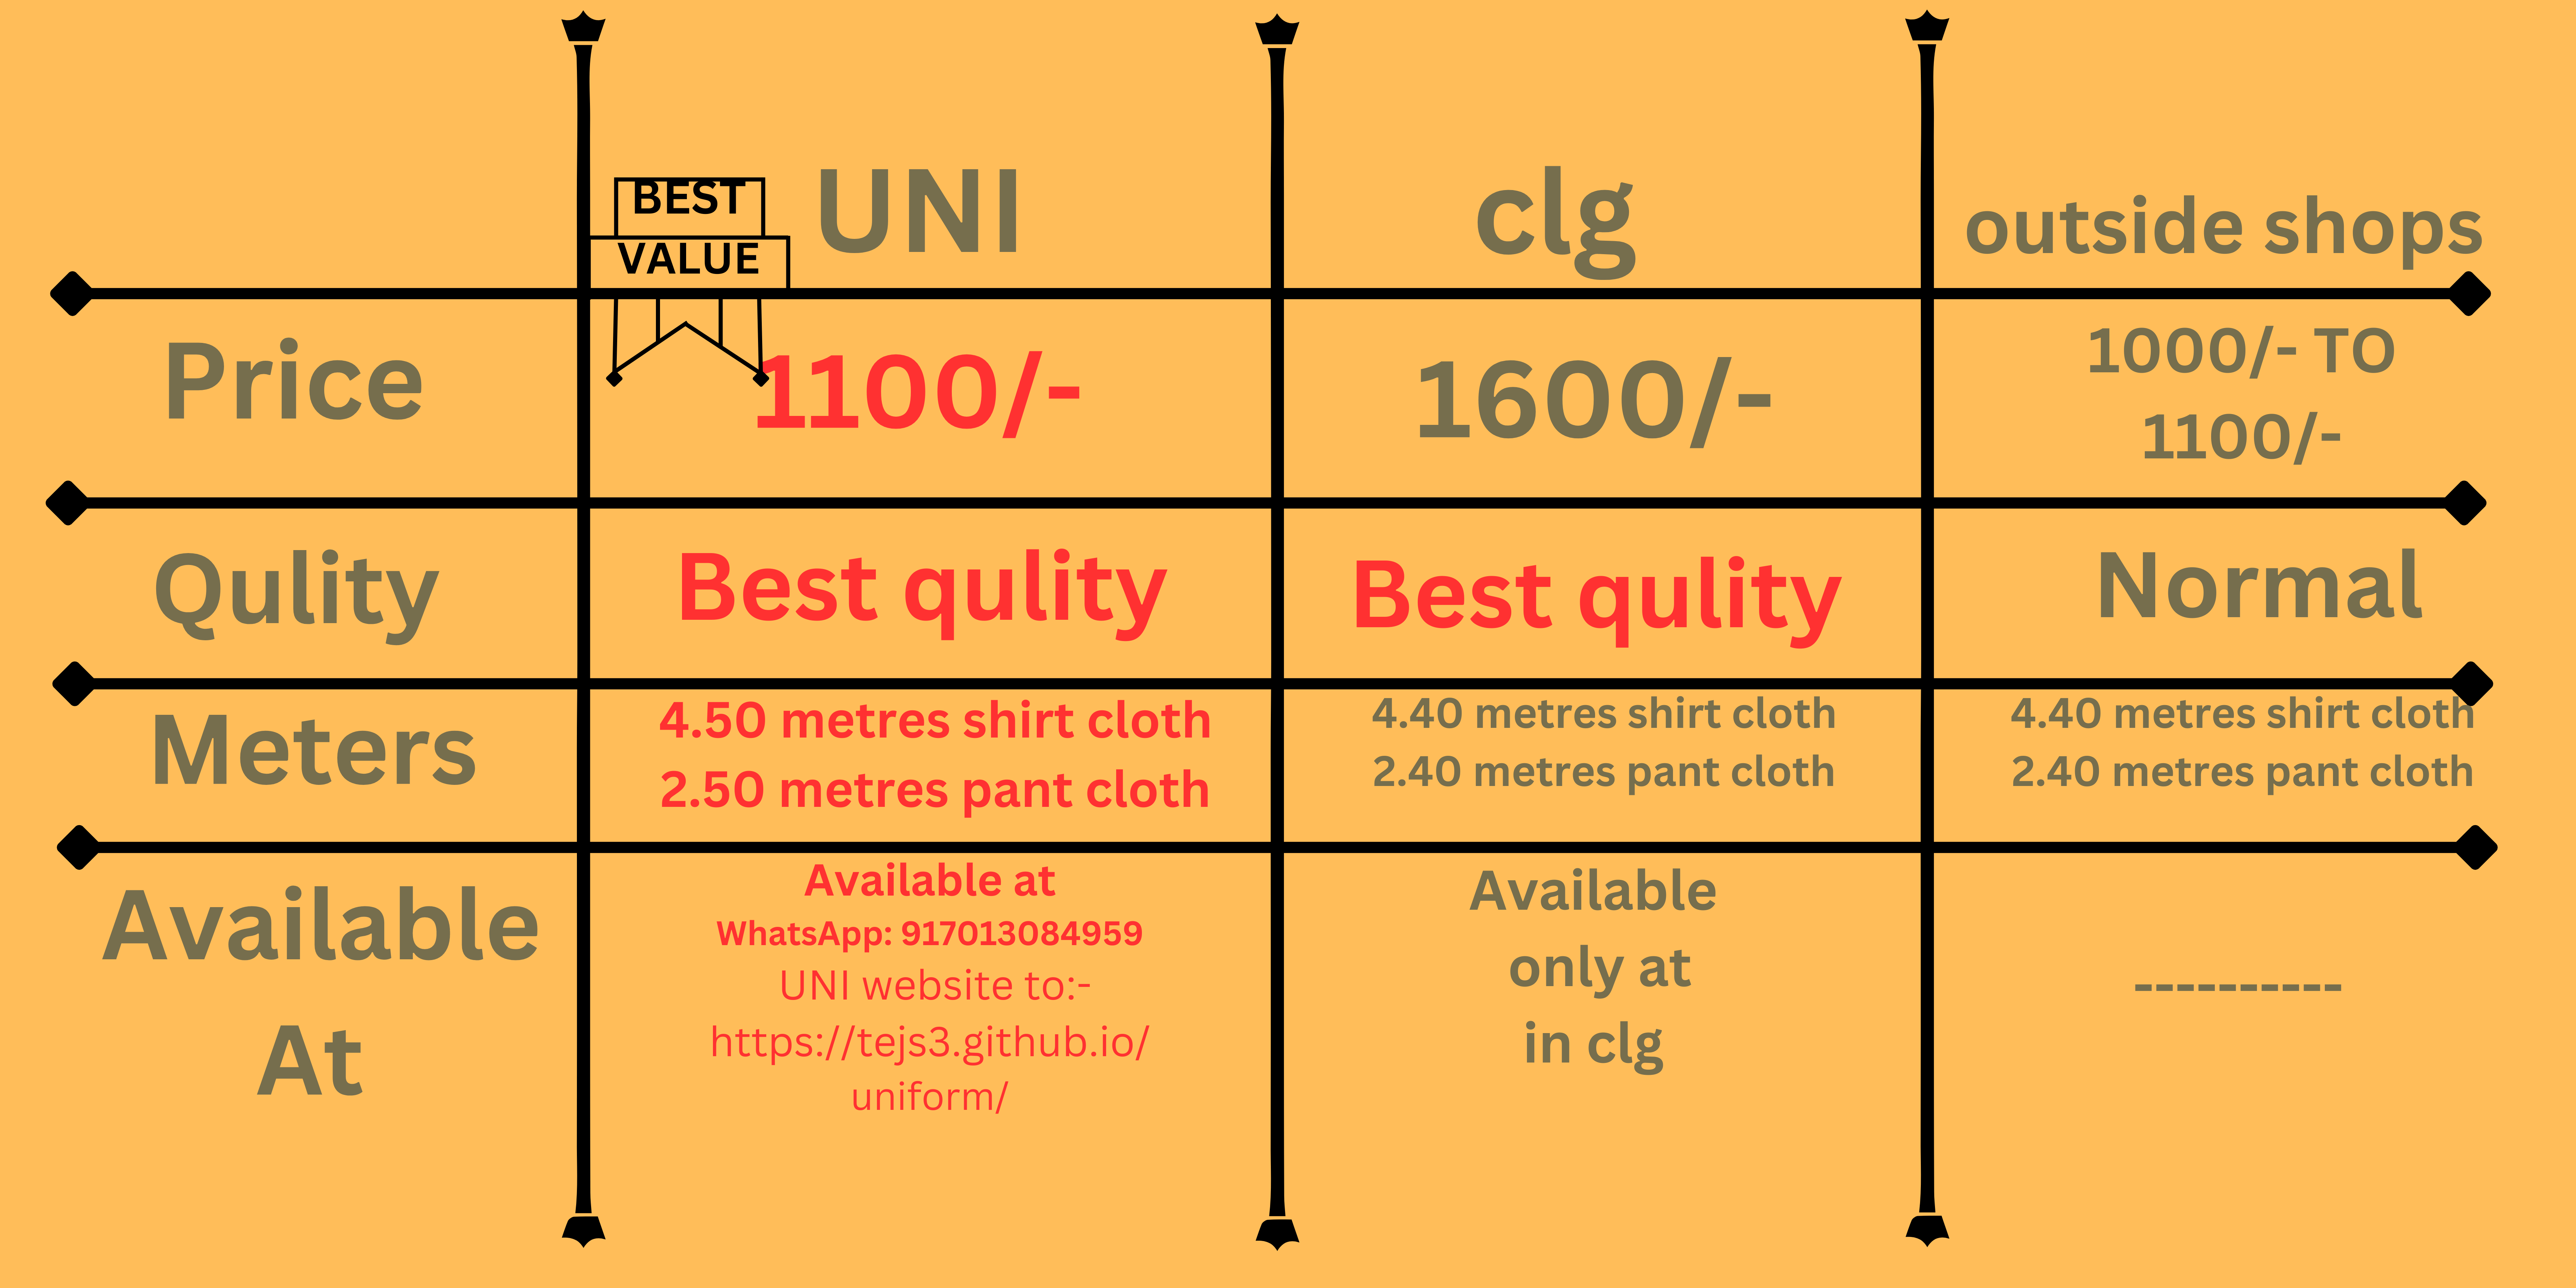 BEST
VALUE
UNI
clg
outside shops
Price
1100/-
1600/-
1000/- TO
1100/-
Qulity
Best qulity
Best qulity
Normal
Meters
4.50 metres shirt cloth
2.50 metres pant cloth
4.40 metres shirt cloth
2.40 metres pant cloth
4.40 metres shirt cloth
2.40 metres pant cloth
Available
At
Available at
WhatsApp: 917013084959
UNI website to:-
https://tejs3.github.io/
uniform/
Available
only at
in clg
----------